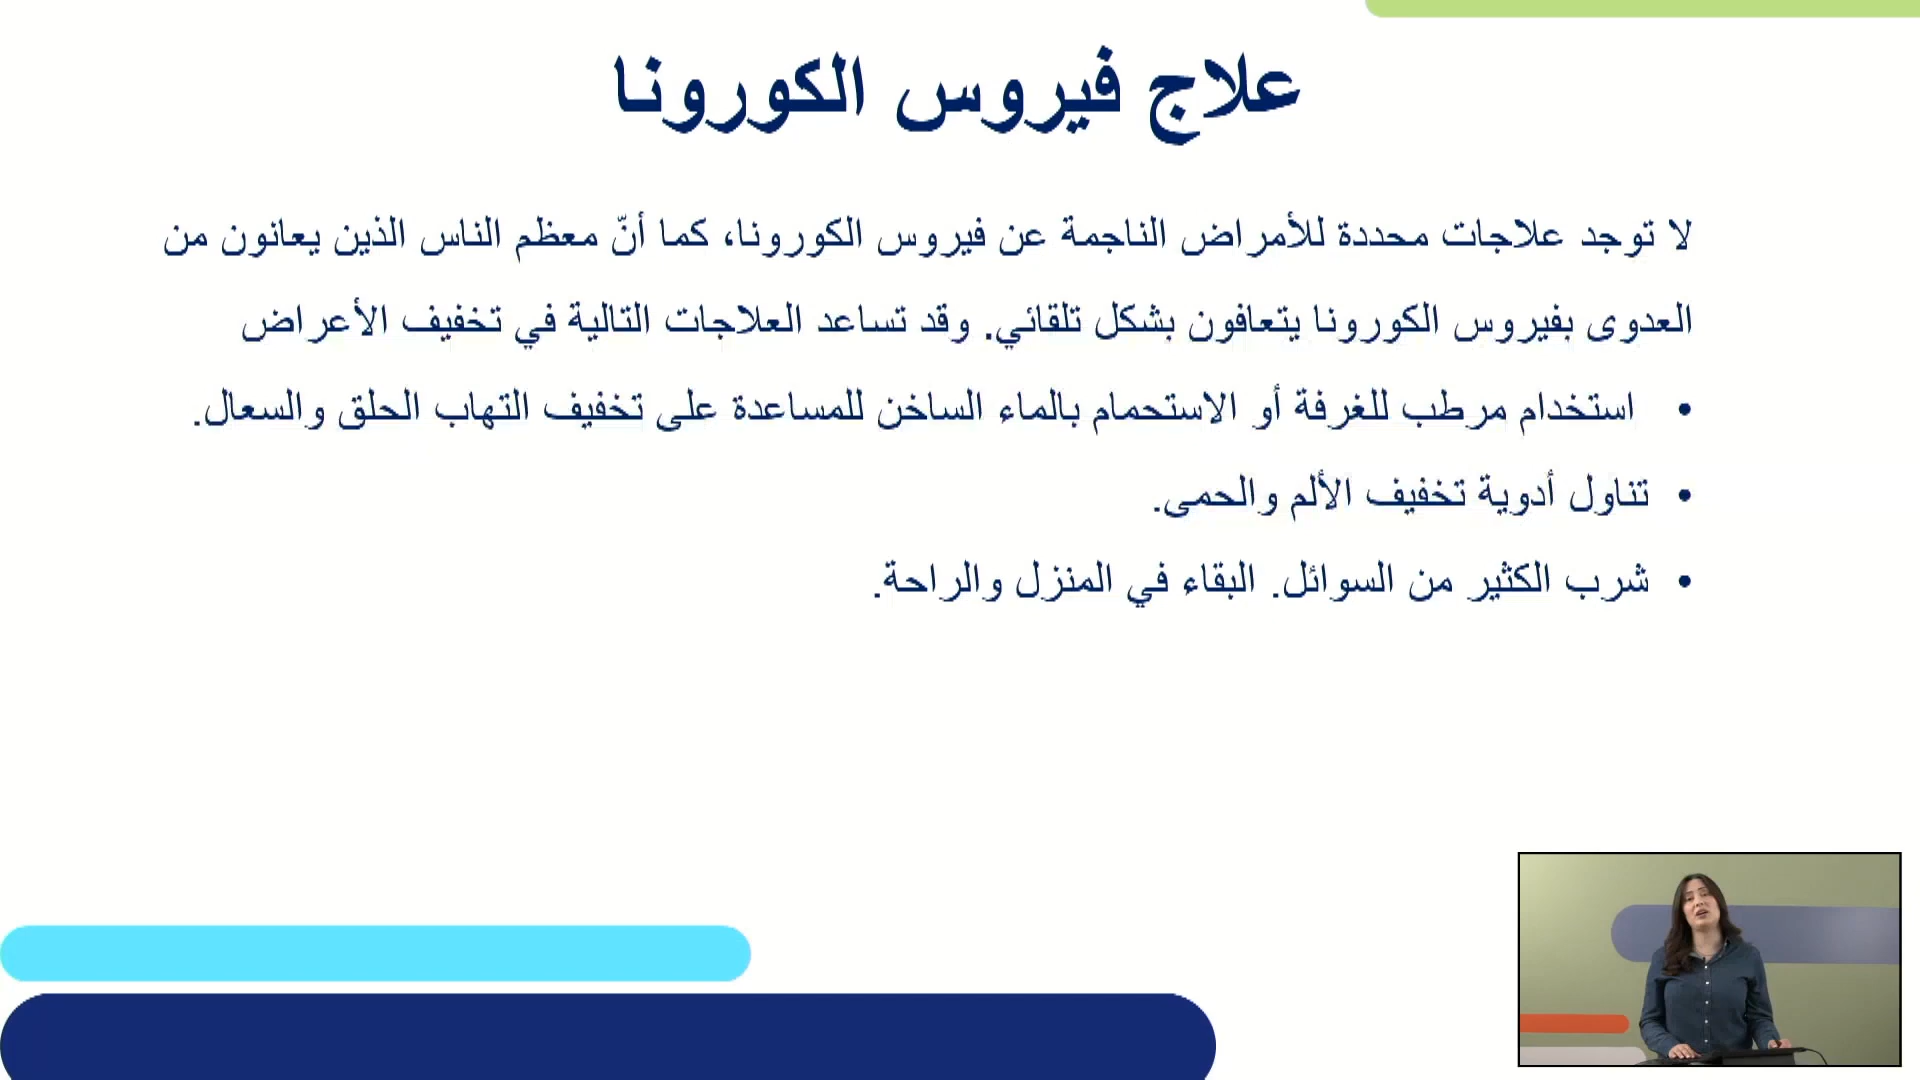 علاج فيروس الكورونا
لا توجد علاجات محددة للأمراض الناجمة عن فيروس الكورونا، كما أنّ معظم الناس الذين يعانون من
العدوى بفيروس الكورونا يتعافون بشكل تلقائي. وقد تساعد العلاجات التالية في تخفيف الأعراض
• استخدام مرطب للغرفة أو الاستحمام بالماء الساخن للمساعدة على تخفيف التهاب الحلق والسعال.
• تناول أدوية تخفيف الألم والحمى.
• شرب الكثير من السوائل. البقاء في المنزل والراحة.